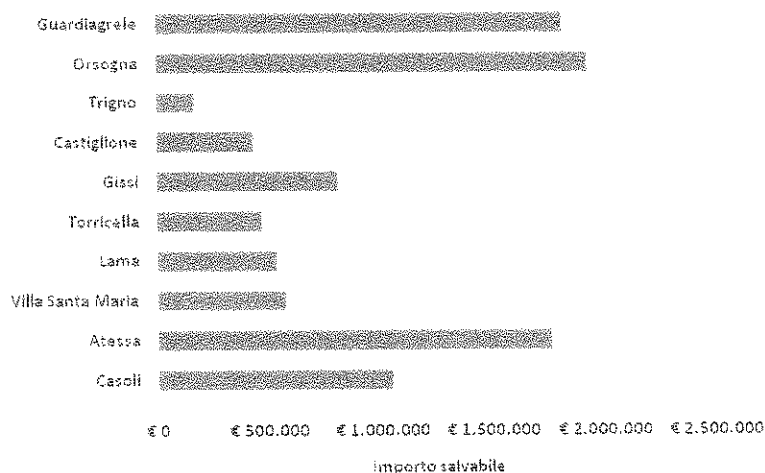 Guardiagrele
Orsogna
Trigno
Castiglione
Gissi
Torricella
Lama
Villa Santa Maria
Atessa
Casoli
€ 0 € 500.000 € 1.000.000 € 1.500.000 € 2.000.000 € 2.500.000
Importo salvabile